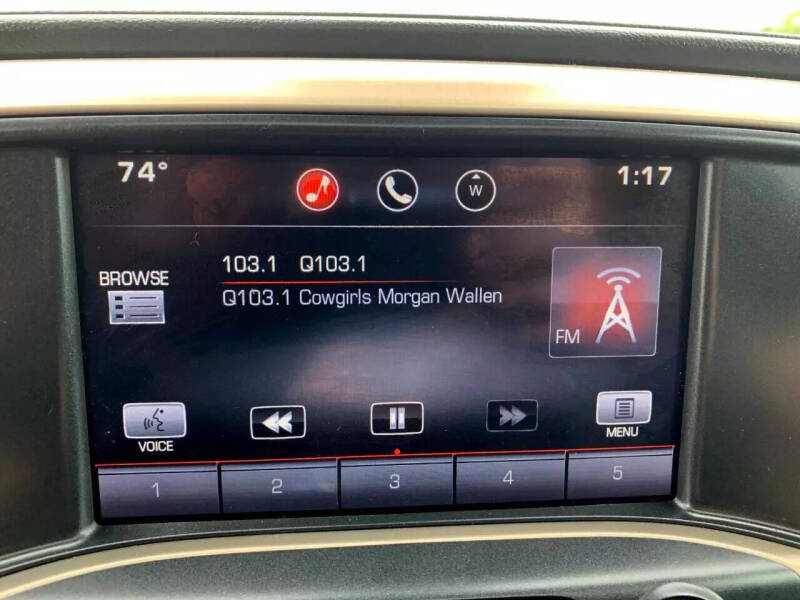 74° W 1:17
BROWSE
103.1 Q103.1
Q103.1 Cowgirls Morgan Wallen
FM
VOICE
MENU
1 2 3 4 5